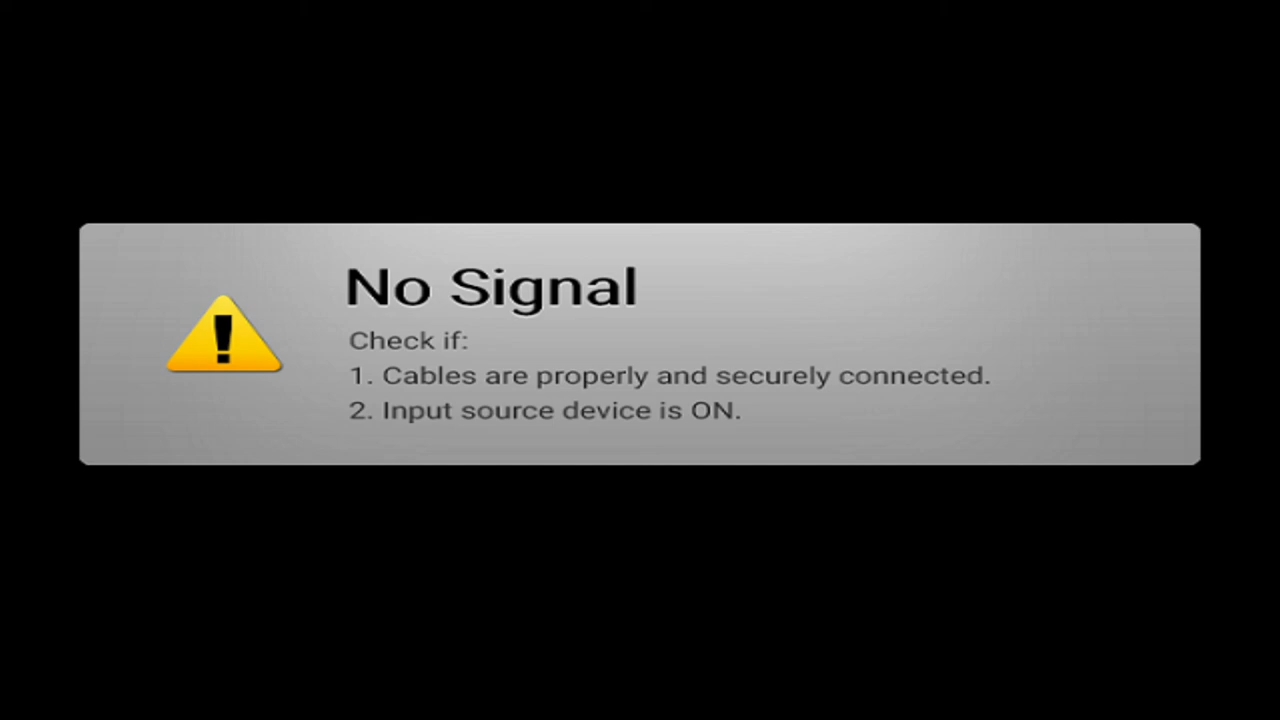 No Signal
Check if:
1. Cables are properly and securely connected.
2. Input source device is ON.